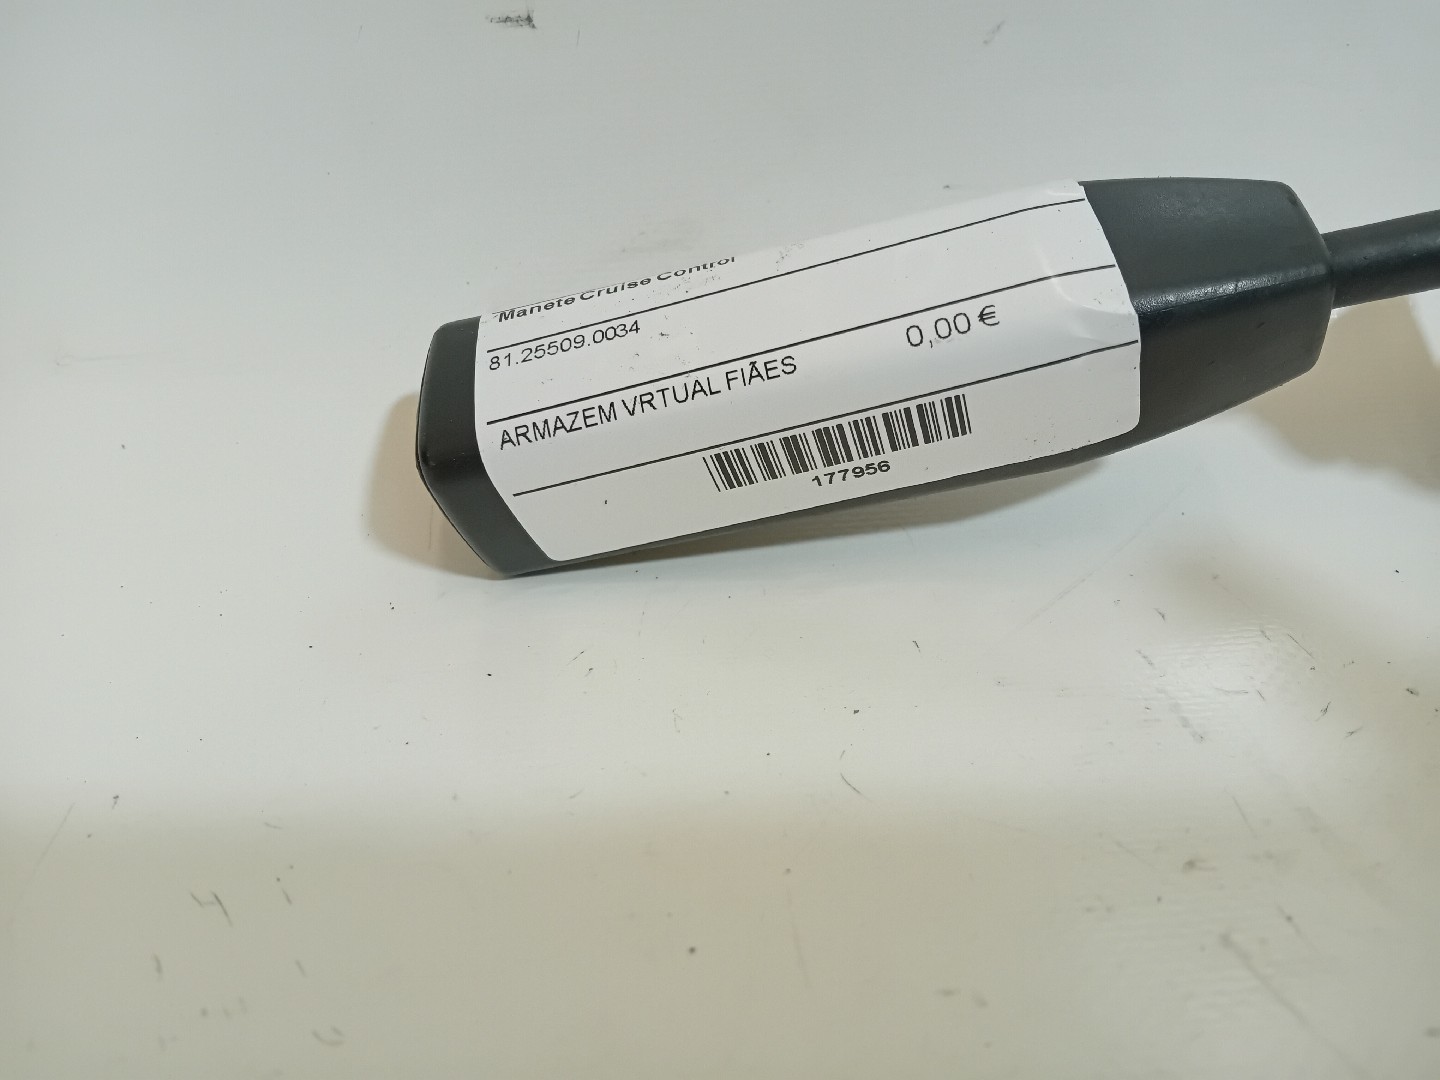 Manete Cruise Control
81.25509.0034
0,00 €
ARMAZEM VRTUAL FIÃES
177956